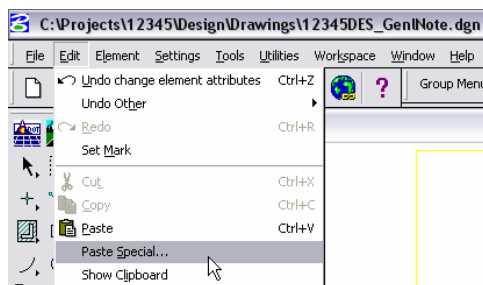 C:\Projects\12345\Design\Drawings\12345DES_GenlNote.dgn
File Edit Element Settings Tools Utilities Workspace Window Help
Undo change element attributes Ctrl+Z
Group Menu
Undo Other
Redo Ctrl+R
Set Mark
Cut Ctrl+X
Copy Ctrl+C
Paste Ctrl+V
Paste Special...
Show Clipboard